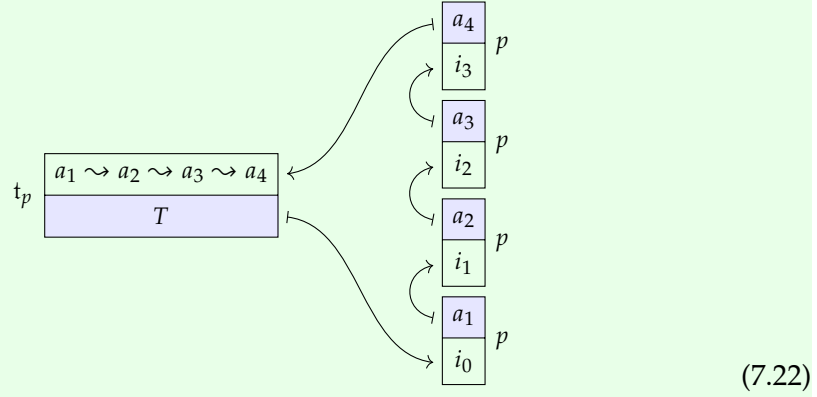 a₄
p
i₃
a₃
p
i₂
a₁ ⇝ a₂ ⇝ a₃ ⇝ a₄
𝔱ₚ
T
a₂
p
i₁
a₁
p
i₀
(7.22)